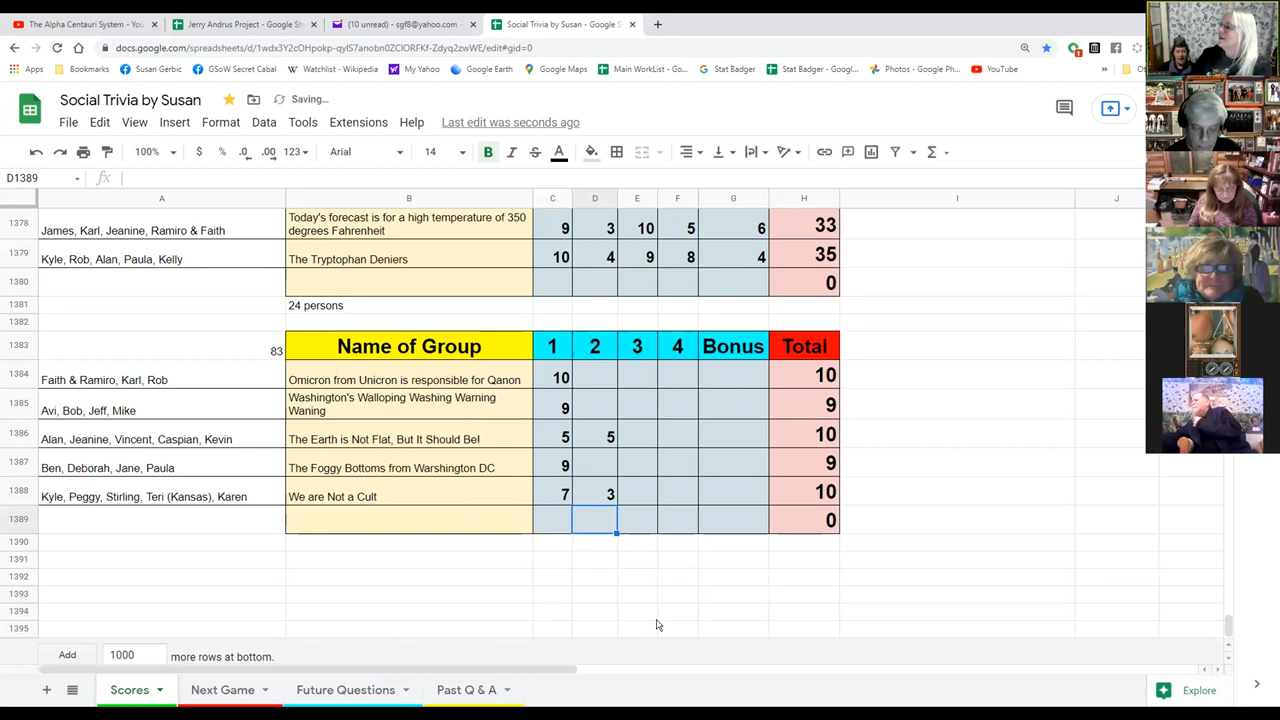 The Alpha Centauri System - You
Jerry Andrus Project - Google She
(10 unread) - sgf8@yahoo.com -
Social Trivia by Susan - Google S
docs.google.com/spreadsheets/d/1wdx3Y2cOHpokp-qyIS7anobn0ZClORFKf-Zdyq2zwWE/edit#gid=0
Apps
Bookmarks
Susan Gerbic
GSoW Secret Cabal
Watchlist - Wikipedia
My Yahoo
Google Earth
Google Maps
Main WorkList - Go...
Stat Badger
Stat Badger - Googl...
Photos - Google Ph...
YouTube
Social Trivia by Susan
Saving...
File Edit View Insert Format Data Tools Extensions Help Last edit was seconds ago
100% $ % .0 .00 123 Arial 14 B I S A
D1389 fx
A B C D E F G H I J
1378 James, Karl, Jeanine, Ramiro & Faith Today's forecast is for a high temperature of 350
degrees Fahrenheit 9 3 10 5 6 33
1379 Kyle, Rob, Alan, Paula, Kelly The Tryptophan Deniers 10 4 9 8 4 35
1380 0
1381 24 persons
1382
1383 83 Name of Group 1 2 3 4 Bonus Total
1384 Faith & Ramiro, Karl, Rob Omicron from Unicron is responsible for Qanon 10 10
1385 Avi, Bob, Jeff, Mike Washington's Walloping Washing Warning
Waning 9 9
1386 Alan, Jeanine, Vincent, Caspian, Kevin The Earth is Not Flat, But It Should Be! 5 5 10
1387 Ben, Deborah, Jane, Paula The Foggy Bottoms from Warshington DC 9 9
1388 Kyle, Peggy, Stirling, Teri (Kansas), Karen We are Not a Cult 7 3 10
1389 0
1390
1391
1392
1393
1394
1395
Add 1000 more rows at bottom.
Scores
Next Game
Future Questions
Past Q & A
Explore